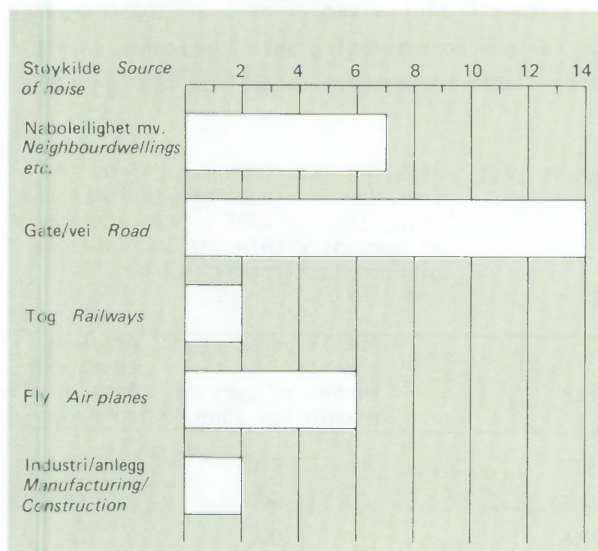 Støykilde Source
of noise
2 4 6 8 10 12 14
Naboleilighet mv.
Neighbourdwellings
etc.
Gate/vei Road
Tog Railways
Fly Air planes
Industri/anlegg
Manufacturing/
Construction